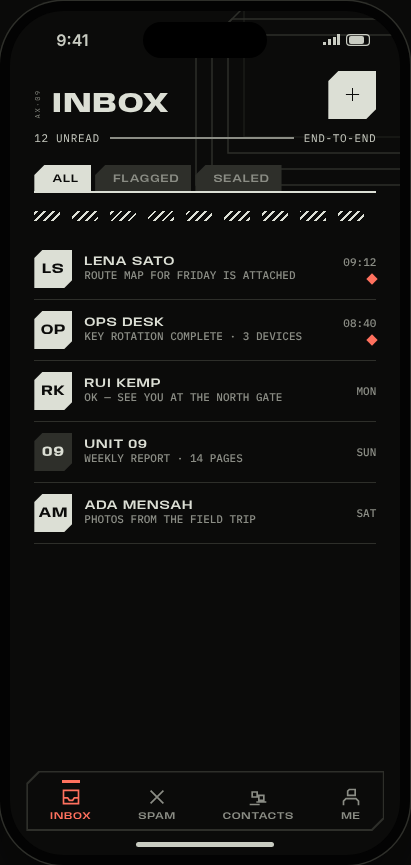 9:41
AX·09
INBOX
12 UNREAD
END-TO-END
ALL
FLAGGED
SEALED
LS
LENA SATO
09:12
ROUTE MAP FOR FRIDAY IS ATTACHED
OP
OPS DESK
08:40
KEY ROTATION COMPLETE · 3 DEVICES
RK
RUI KEMP
MON
OK — SEE YOU AT THE NORTH GATE
09
UNIT 09
SUN
WEEKLY REPORT · 14 PAGES
AM
ADA MENSAH
SAT
PHOTOS FROM THE FIELD TRIP
INBOX
SPAM
CONTACTS
ME